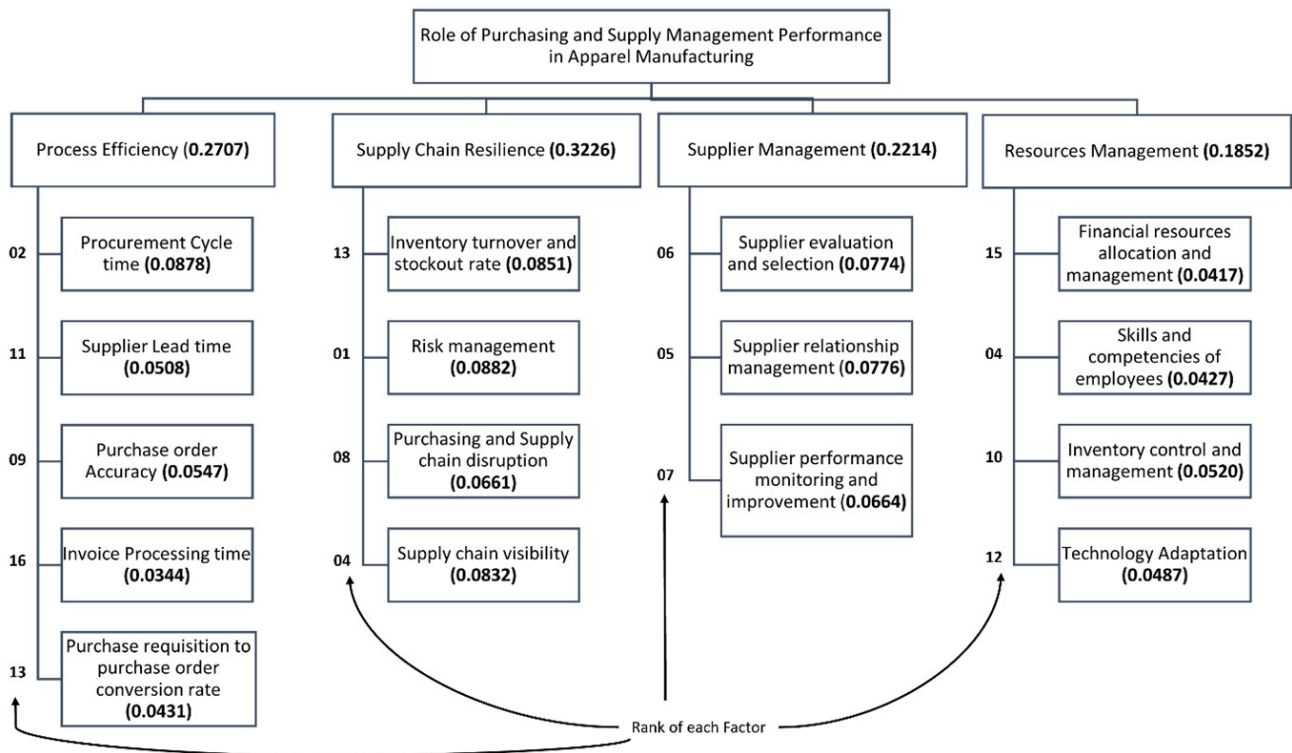 Role of Purchasing and Supply Management Performance
in Apparel Manufacturing
Process Efficiency (0.2707)
Supply Chain Resilience (0.3226)
Supplier Management (0.2214)
Resources Management (0.1852)
02
Procurement Cycle
time (0.0878)
11
Supplier Lead time
(0.0508)
09
Purchase order
Accuracy (0.0547)
16
Invoice Processing time
(0.0344)
13
Purchase requisition to
purchase order
conversion rate
(0.0431)
13
Inventory turnover and
stockout rate (0.0851)
01
Risk management
(0.0882)
08
Purchasing and Supply
chain disruption
(0.0661)
04
Supply chain visibility
(0.0832)
06
Supplier evaluation
and selection (0.0774)
05
Supplier relationship
management (0.0776)
07
Supplier performance
monitoring and
improvement (0.0664)
15
Financial resources
allocation and
management (0.0417)
04
Skills and
competencies of
employees (0.0427)
10
Inventory control and
management (0.0520)
12
Technology Adaptation
(0.0487)
Rank of each Factor